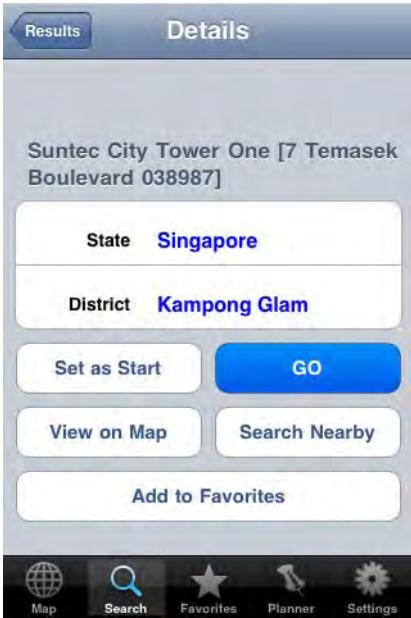 Results
Details
Suntec City Tower One [7 Temasek
Boulevard 038987]
State Singapore
District Kampong Glam
Set as Start GO
View on Map Search Nearby
Add to Favorites
Map Search Favorites Planner Settings